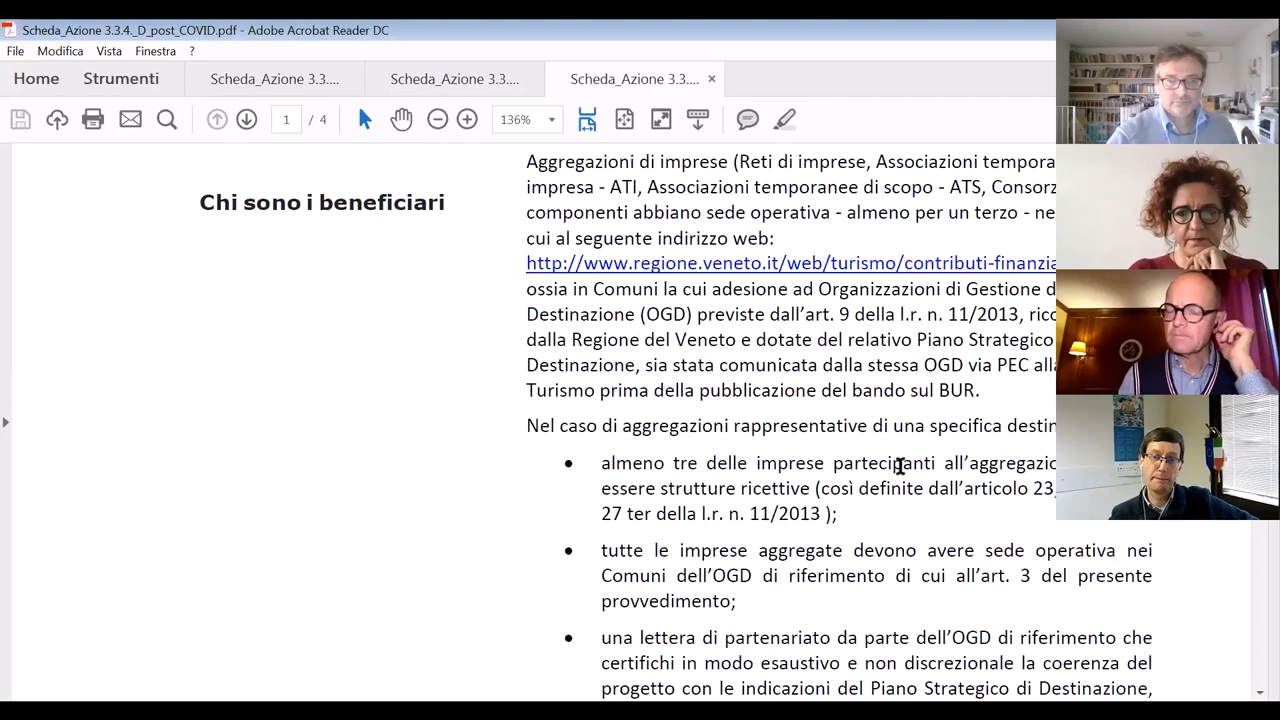 Scheda_Azione 3.3.4._D_post_COVID.pdf - Adobe Acrobat Reader DC
File Modifica Vista Finestra ?
Home Strumenti Scheda_Azione 3.3.... Scheda_Azione 3.3.... Scheda_Azione 3.3.... ×
1 / 4 136%
Chi sono i beneficiari
Aggregazioni di imprese (Reti di imprese, Associazioni tempora
impresa - ATI, Associazioni temporanee di scopo - ATS, Consorz
componenti abbiano sede operativa - almeno per un terzo - ne
cui al seguente indirizzo web:
http://www.regione.veneto.it/web/turismo/contributi-finanzia
ossia in Comuni la cui adesione ad Organizzazioni di Gestione d
Destinazione (OGD) previste dall’art. 9 della l.r. n. 11/2013, rico
dalla Regione del Veneto e dotate del relativo Piano Strategico
Destinazione, sia stata comunicata dalla stessa OGD via PEC alla
Turismo prima della pubblicazione del bando sul BUR.
Nel caso di aggregazioni rappresentative di una specifica destin
• almeno tre delle imprese partecipanti all’aggregazio
essere strutture ricettive (così definite dall’articolo 23,
27 ter della l.r. n. 11/2013 );
• tutte le imprese aggregate devono avere sede operativa nei
Comuni dell’OGD di riferimento di cui all’art. 3 del presente
provvedimento;
• una lettera di partenariato da parte dell’OGD di riferimento che
certifichi in modo esaustivo e non discrezionale la coerenza del
progetto con le indicazioni del Piano Strategico di Destinazione,